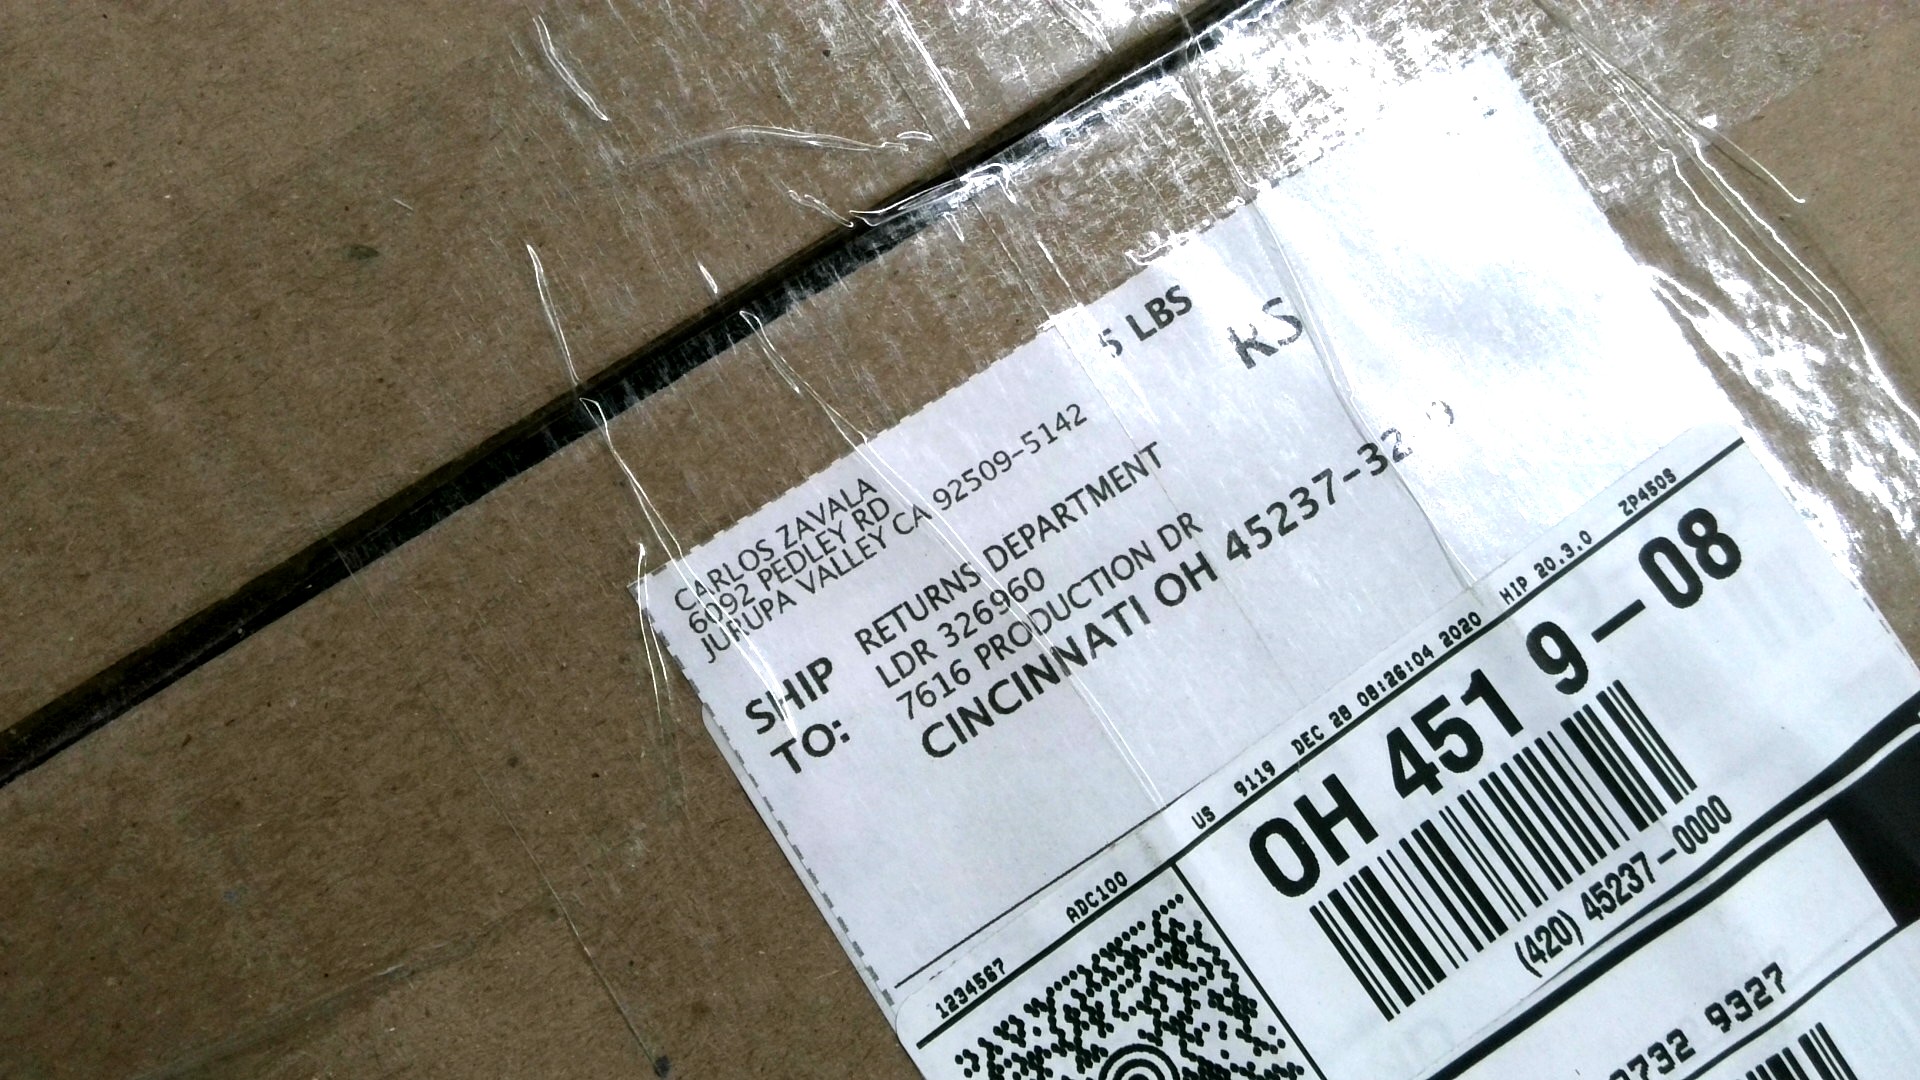 5 LBS
KS
CARLOS ZAVALA
6092 PEDLEY RD
JURUPA VALLEY CA 92509-5142
SHIP
TO:
RETURNS DEPARTMENT
LDR 326960
7616 PRODUCTION DR
CINCINNATI OH 45237-32
US 9119 DEC 28 08:26:04 2020 HIP 20.3.0 ZP450S
OH 451 9-08
(420) 45237-0000
1234567 ADC100
9327